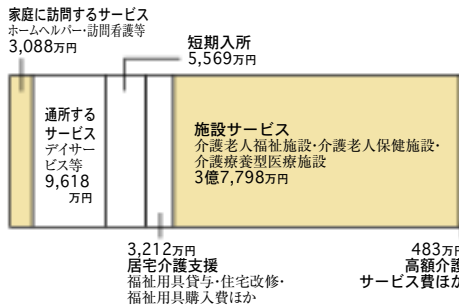 家庭に訪問するサービス
ホームヘルパー・訪問看護等
3,088万円
短期入所
5,569万円
通所する
サービス
デイサー
ビス等
9,618
万円
施設サービス
介護老人福祉施設・介護老人保健施設・
介護療養型医療施設
3億7,798万円
3,212万円
居宅介護支援
福祉用具貸与・住宅改修・
福祉用具購入費ほか
483万円
高額介護
サービス費ほか